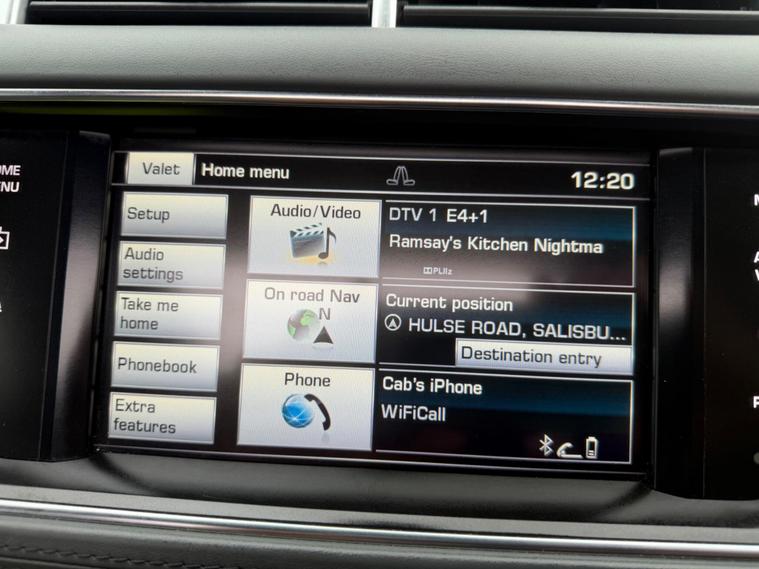 Valet
Home menu
12:20
Setup
Audio
settings
Take me
home
Phonebook
Extra
features
Audio/Video
On road Nav
N
Phone
DTV 1 E4+1
Ramsay's Kitchen Nightma
PLIIz
Current position
HULSE ROAD, SALISBU...
Destination entry
Cab's iPhone
WiFiCall